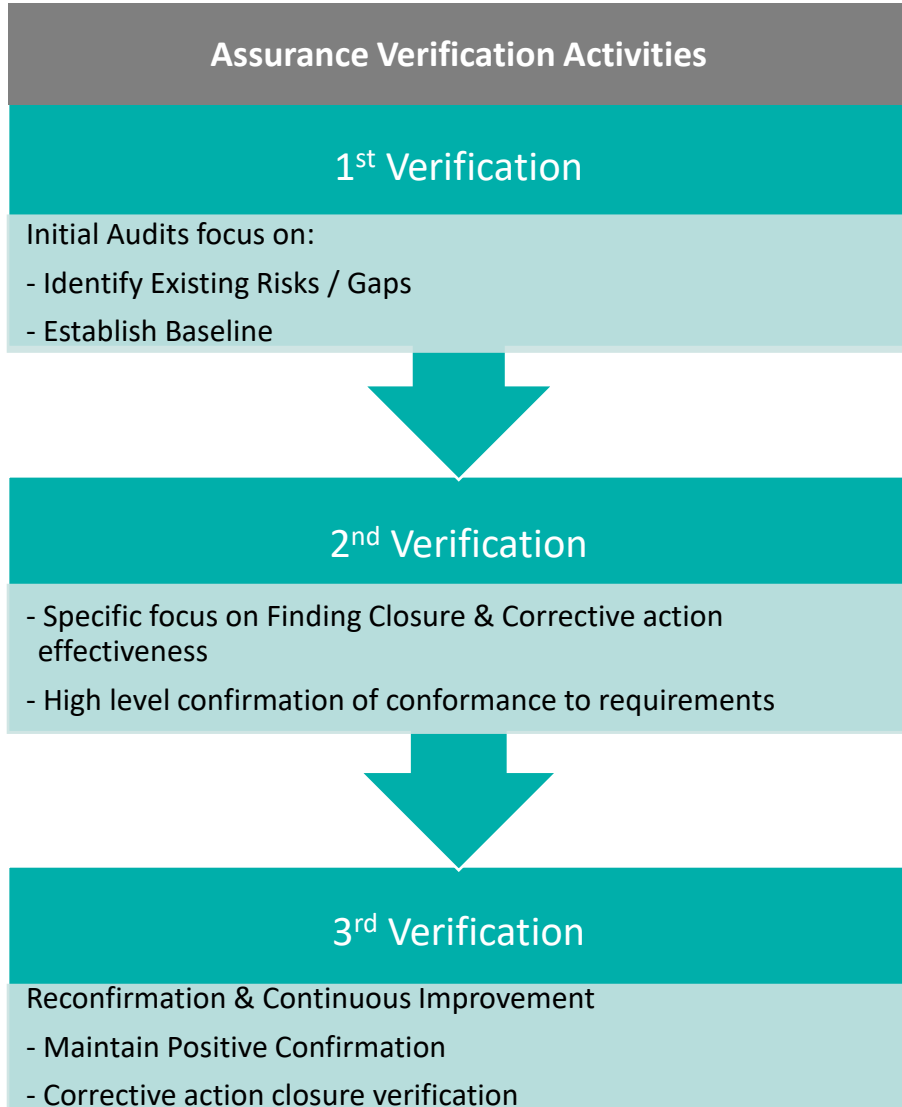 Assurance Verification Activities
1st Verification
Initial Audits focus on:
- Identify Existing Risks / Gaps
- Establish Baseline
2nd Verification
- Specific focus on Finding Closure & Corrective action
effectiveness
- High level confirmation of conformance to requirements
3rd Verification
Reconfirmation & Continuous Improvement
- Maintain Positive Confirmation
- Corrective action closure verification